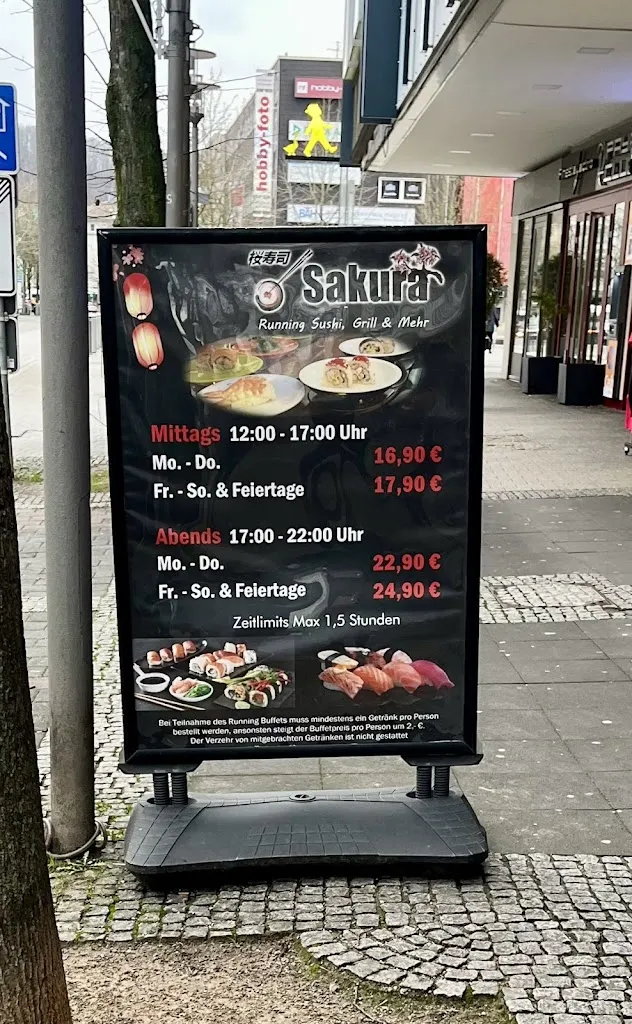 hobby-foto
hobby-
桜寿司
Sakura
Running Sushi, Grill & Mehr
Mittags 12:00 - 17:00 Uhr
Mo. - Do. 16,90 €
Fr. - So. & Feiertage 17,90 €
Abends 17:00 - 22:00 Uhr
Mo. - Do. 22,90 €
Fr. - So. & Feiertage 24,90 €
Zeitlimits Max 1,5 Stunden
Bei Teilnahme des Running Buffets muss mindestens ein Getränk pro Person
bestellt werden, ansonsten steigt der Buffetpreis pro Person um 2,- €.
Der Verzehr von mitgebrachten Getränken ist nicht gestattet